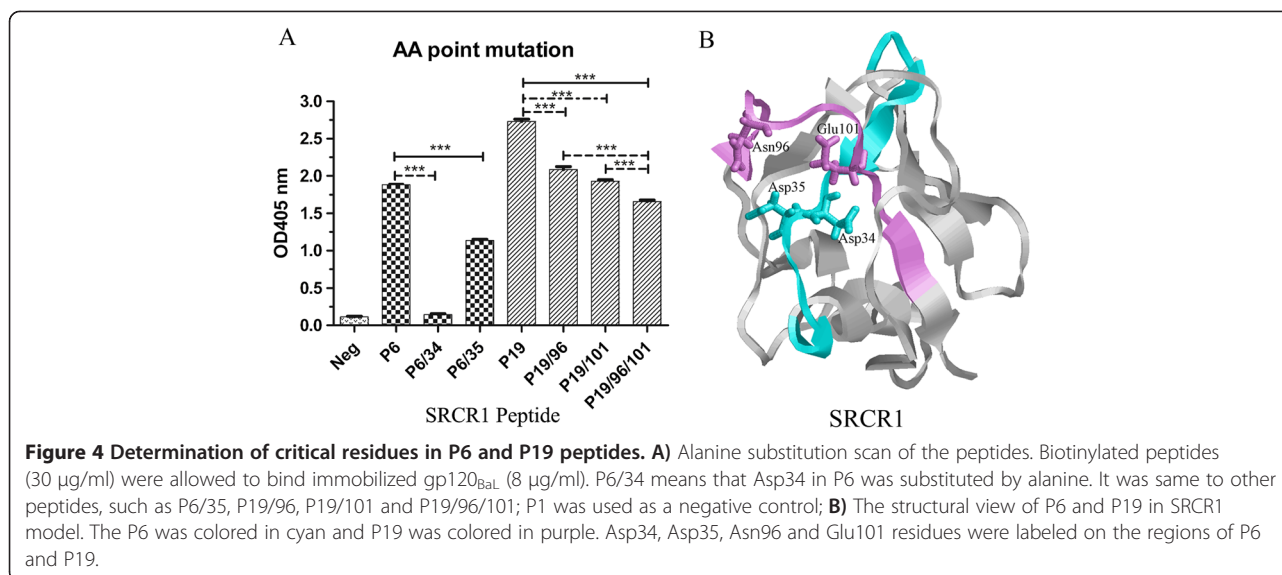 A
AA point mutation
***
***
***
***
***
***
***
OD405 nm
3.0
2.5
2.0
1.5
1.0
0.5
0.0
Neg
P6
P6/34
P6/35
P19
P19/96
P19/101
P19/96/101
SRCR1 Peptide
B
Glu101
Asn96
Asp35
Asp34
SRCR1
Figure 4 Determination of critical residues in P6 and P19 peptides. A) Alanine substitution scan of the peptides. Biotinylated peptides
(30 μg/ml) were allowed to bind immobilized gp120BaL (8 μg/ml). P6/34 means that Asp34 in P6 was substituted by alanine. It was same to other
peptides, such as P6/35, P19/96, P19/101 and P19/96/101; P1 was used as a negative control; B) The structural view of P6 and P19 in SRCR1
model. The P6 was colored in cyan and P19 was colored in purple. Asp34, Asp35, Asn96 and Glu101 residues were labeled on the regions of P6
and P19.